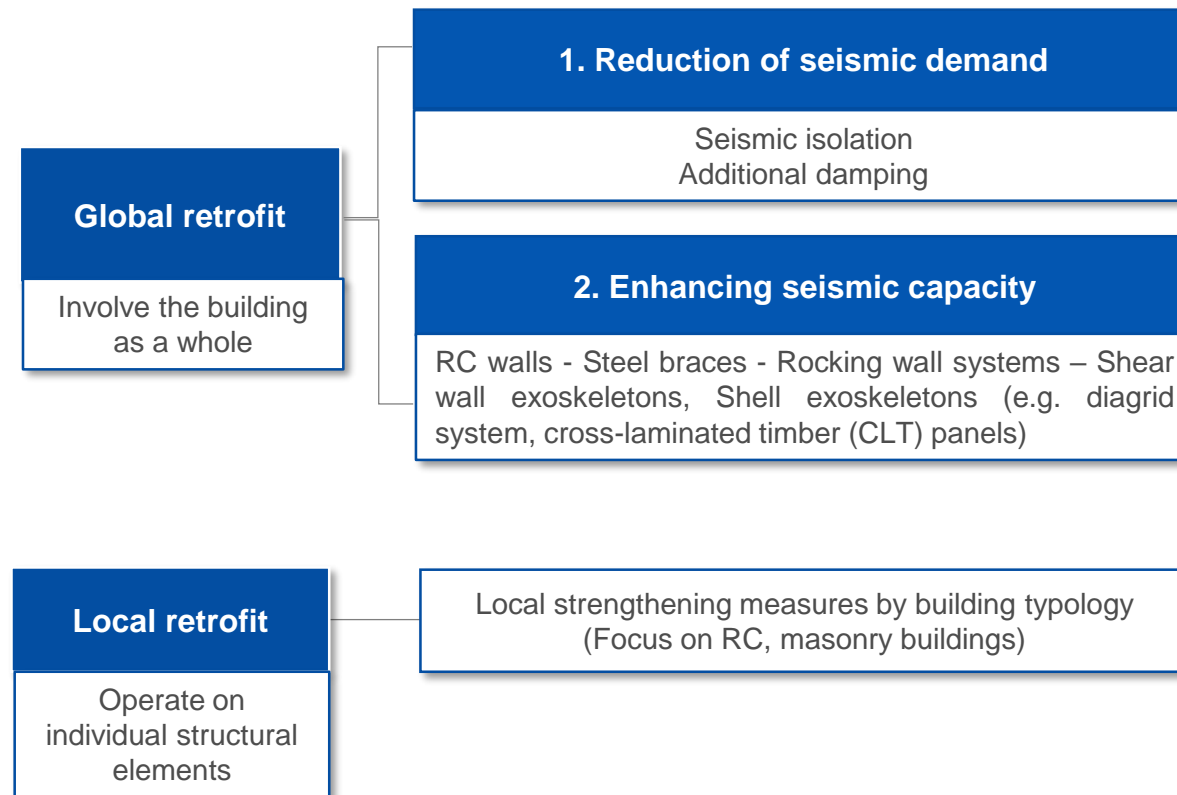 Global retrofit
Involve the building
as a whole
1. Reduction of seismic demand
Seismic isolation
Additional damping
2. Enhancing seismic capacity
RC walls - Steel braces - Rocking wall systems – Shear
wall exoskeletons, Shell exoskeletons (e.g. diagrid
system, cross-laminated timber (CLT) panels)
Local retrofit
Operate on
individual structural
elements
Local strengthening measures by building typology
(Focus on RC, masonry buildings)